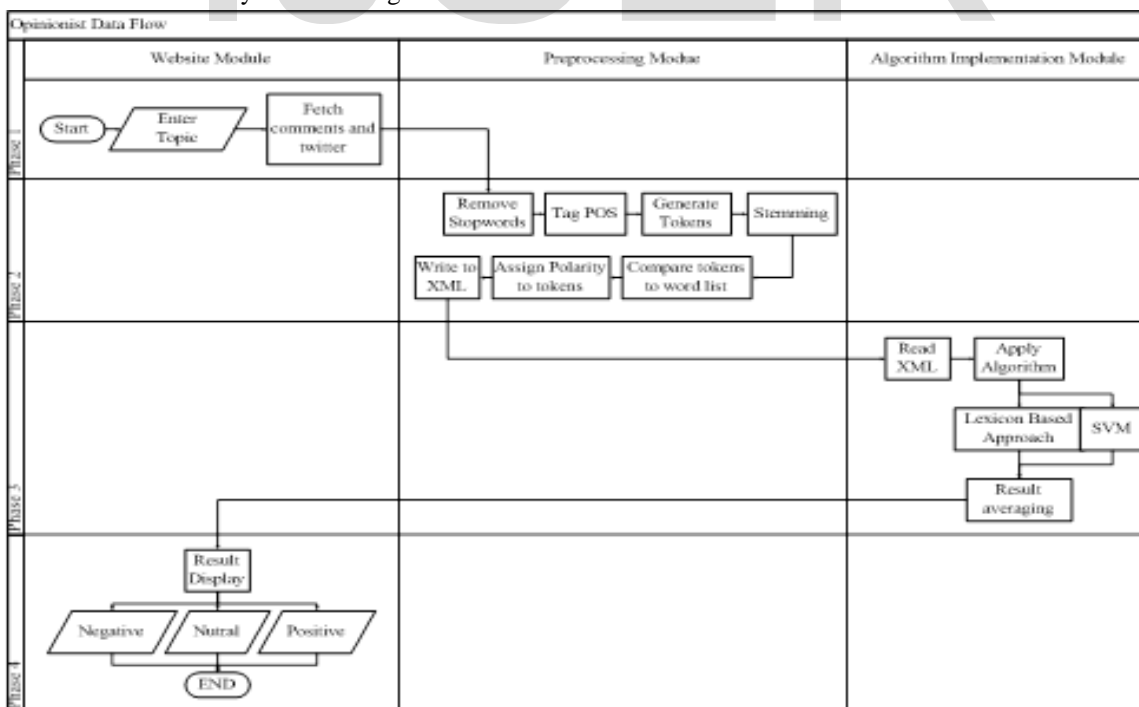 Opinionist Data Flow
Website Module
Preprocessing Modue
Algorithm Implementation Module
Phase 1
Start
Enter
Topic
Fetch
comments and
twitter
Phase 2
Remove
Stopwords
Tag POS
Generate
Tokens
Stemming
Write to
XML
Assign Polarity
to tokens
Compare tokens
to word list
Phase 3
Read
XML
Apply
Algorithm
Lexicon Based
Approach
SVM
Result
averaging
Phase 4
Result
Display
Negative
Nutral
Positive
END